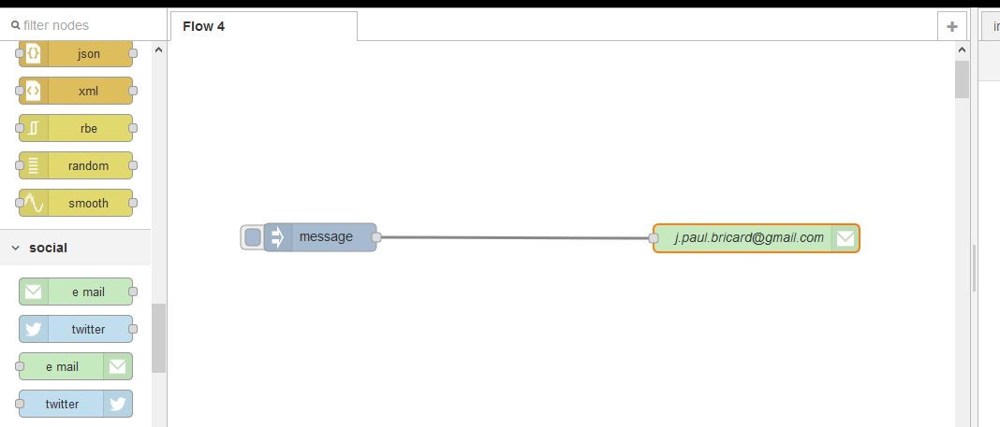 filter nodes
Flow 4
json
xml
rbe
random
smooth
social
e mail
twitter
e mail
twitter
message
j.paul.bricard@gmail.com